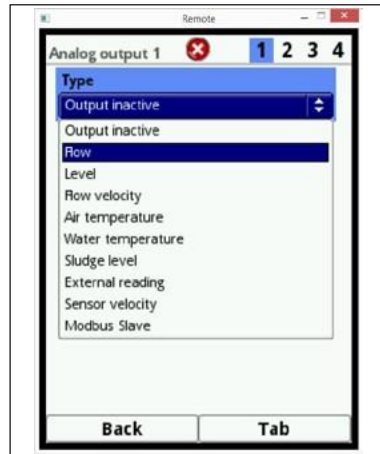 Remote
Analog output 1 1 2 3 4
Type
Output inactive
Output inactive
Flow
Level
Flow velocity
Air temperature
Water temperature
Sludge level
External reading
Sensor velocity
Modbus Slave
Back Tab